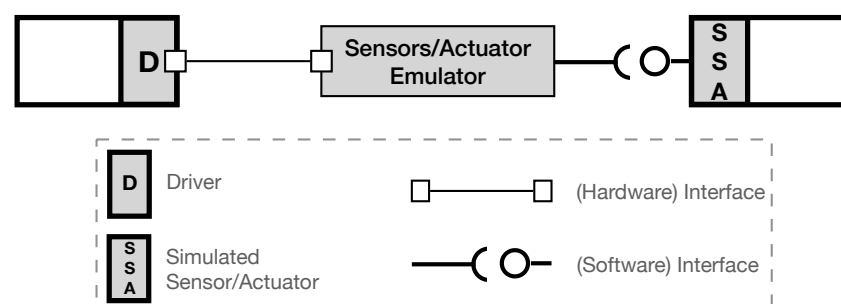 D
Sensors/Actuator
Emulator
S
S
A
D
Driver
(Hardware) Interface
S
S
A
Simulated
Sensor/Actuator
(Software) Interface